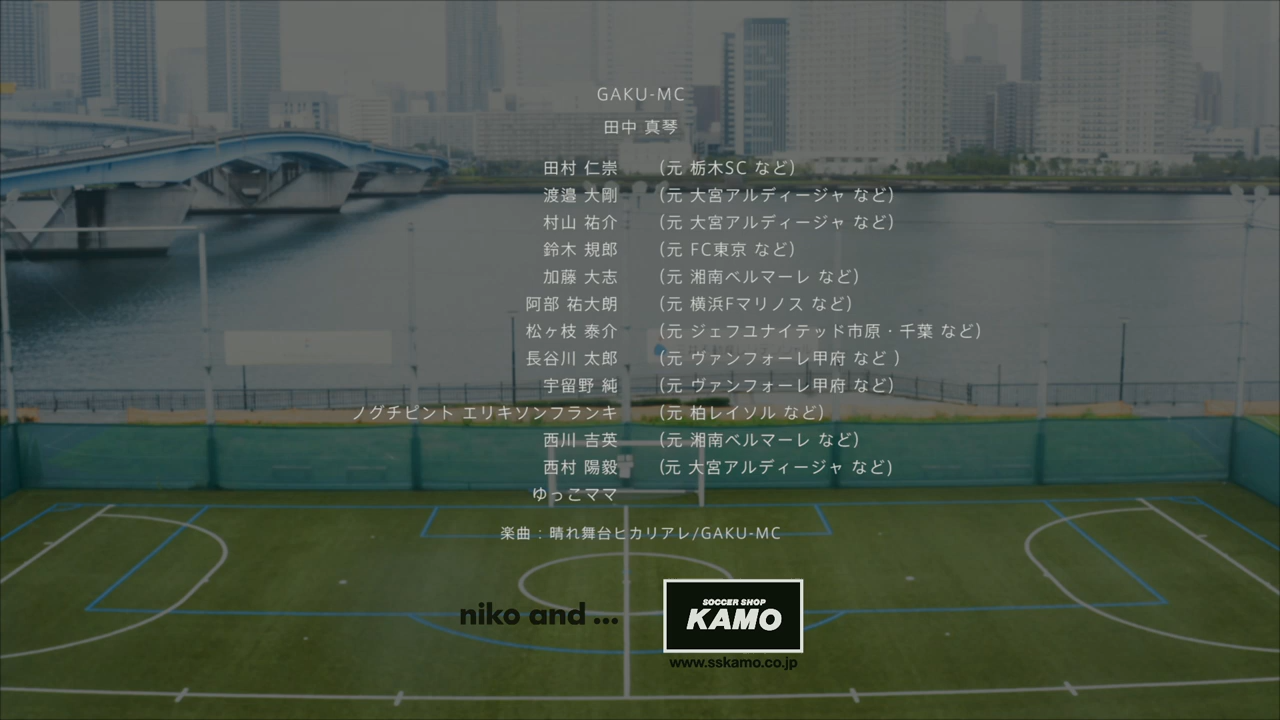 GAKU-MC
田中 真琴
田村 仁崇 (元 栃木SC など)
渡邉 大剛 (元 大宮アルディージャ など)
村山 祐介 (元 大宮アルディージャ など)
鈴木 規郎 (元 FC東京 など)
加藤 大志 (元 湘南ベルマーレ など)
阿部 祐大朗 (元 横浜Fマリノス など)
松ヶ枝 泰介 (元 ジェフユナイテッド市原・千葉 など)
長谷川 太郎 (元 ヴァンフォーレ甲府 など )
宇留野 純 (元 ヴァンフォーレ甲府 など)
ノグチピント エリキソンフランキ (元 柏レイソル など)
西川 吉英 (元 湘南ベルマーレ など)
西村 陽毅 (元 大宮アルディージャ など)
ゆっこママ
楽曲 : 晴れ舞台ヒカリアレ/GAKU-MC
niko and ...
SOCCER SHOP
KAMO
www.sskamo.co.jp